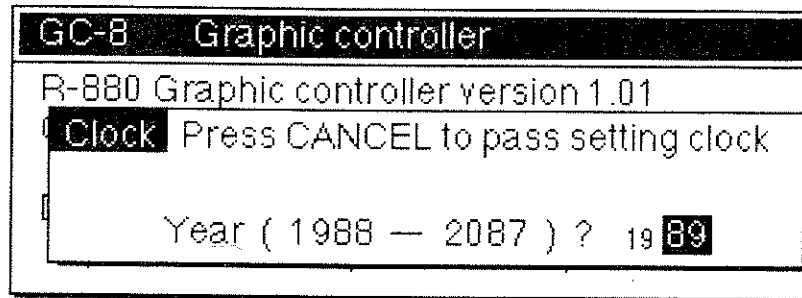 GC-8 Graphic controller
R-880 Graphic controller version 1.01
Clock Press CANCEL to pass setting clock
Year ( 1988 — 2087 ) ? 19 89